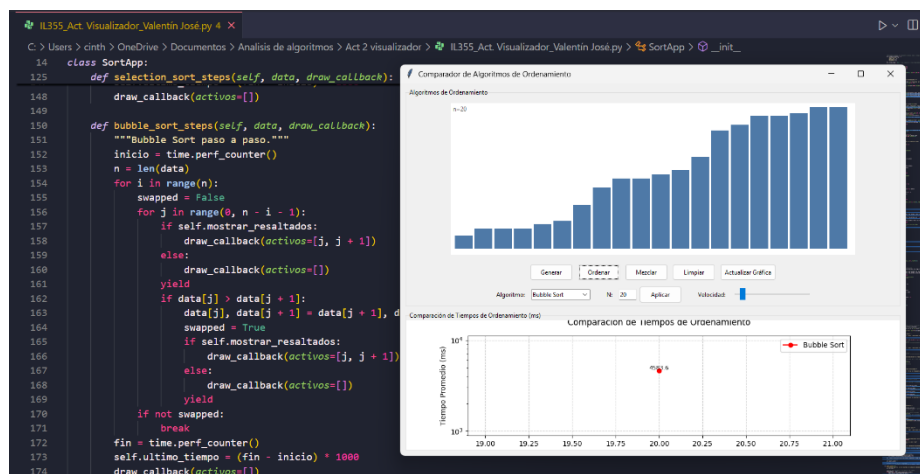 IL355_Act. Visualizador_Valentín José.py 4 ×
C: > Users > cinth > OneDrive > Documentos > Analisis de algoritmos > Act 2 visualizador > IL355_Act. Visualizador_Valentín José.py > SortApp > __init__
14 class SortApp:
125 def selection_sort_steps(self, data, draw_callback):
148 draw_callback(activos=[])
149
150 def bubble_sort_steps(self, data, draw_callback):
151 """Bubble Sort paso a paso."""
152 inicio = time.perf_counter()
153 n = len(data)
154 for i in range(n):
155 swapped = False
156 for j in range(0, n - i - 1):
157 if self.mostrar_resaltados:
158 draw_callback(activos=[j, j + 1])
159 else:
160 draw_callback(activos=[])
161 yield
162 if data[j] > data[j + 1]:
163 data[j], data[j + 1] = data[j + 1], d
164 swapped = True
165 if self.mostrar_resaltados:
166 draw_callback(activos=[j, j + 1])
167 else:
168 draw_callback(activos=[])
169 yield
170 if not swapped:
171 break
172 fin = time.perf_counter()
173 self.ultimo_tiempo = (fin - inicio) * 1000
174 draw_callback(activos=[])
Comparador de Algoritmos de Ordenamiento
Algoritmos de Ordenamiento
n=20
Generar Ordenar Mezclar Limpiar Actualizar Gráfica
Algoritmo: Bubble Sort N: 20 Aplicar Velocidad:
Comparación de Tiempos de Ordenamiento (ms)
Comparación de Tiempos de Ordenamiento
Tiempo Promedio (ms)
10⁴
10³
Bubble Sort
19.00 19.25 19.50 19.75 20.00 20.25 20.50 20.75 21.00